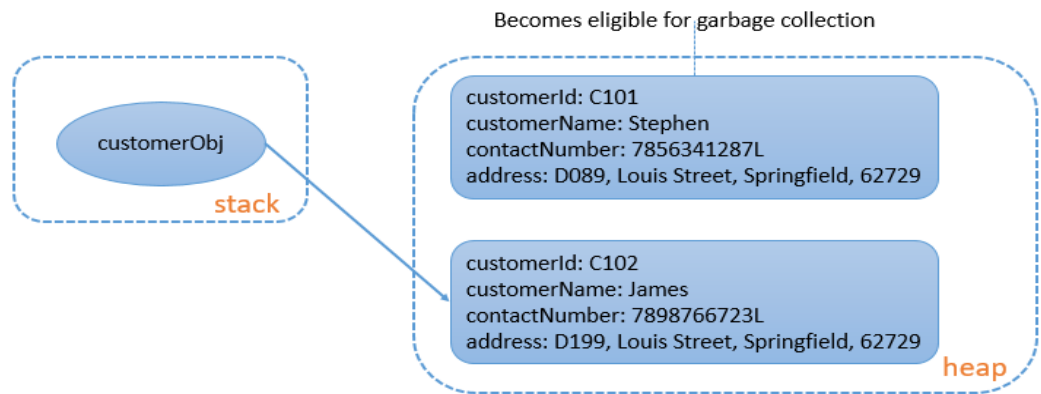 Becomes eligible for garbage collection
customerObj
stack
customerId: C101
customerName: Stephen
contactNumber: 7856341287L
address: D089, Louis Street, Springfield, 62729
customerId: C102
customerName: James
contactNumber: 7898766723L
address: D199, Louis Street, Springfield, 62729
heap